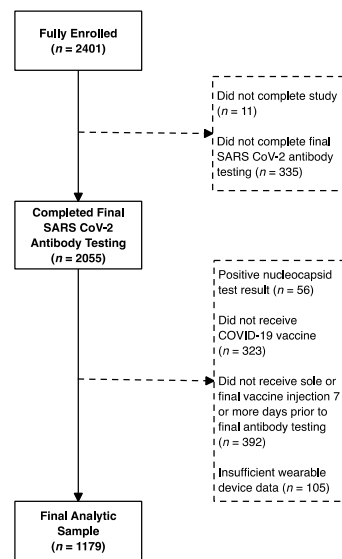 Fully Enrolled
(n = 2401)
Did not complete study
(n = 11)
Did not complete final
SARS CoV-2 antibody
testing (n = 335)
Completed Final
SARS CoV-2
Antibody Testing
(n = 2055)
Positive nucleocapsid
test result (n = 56)
Did not receive
COVID-19 vaccine
(n = 323)
Did not receive sole or
final vaccine injection 7
or more days prior to
final antibody testing
(n = 392)
Insufficient wearable
device data (n = 105)
Final Analytic
Sample
(n = 1179)